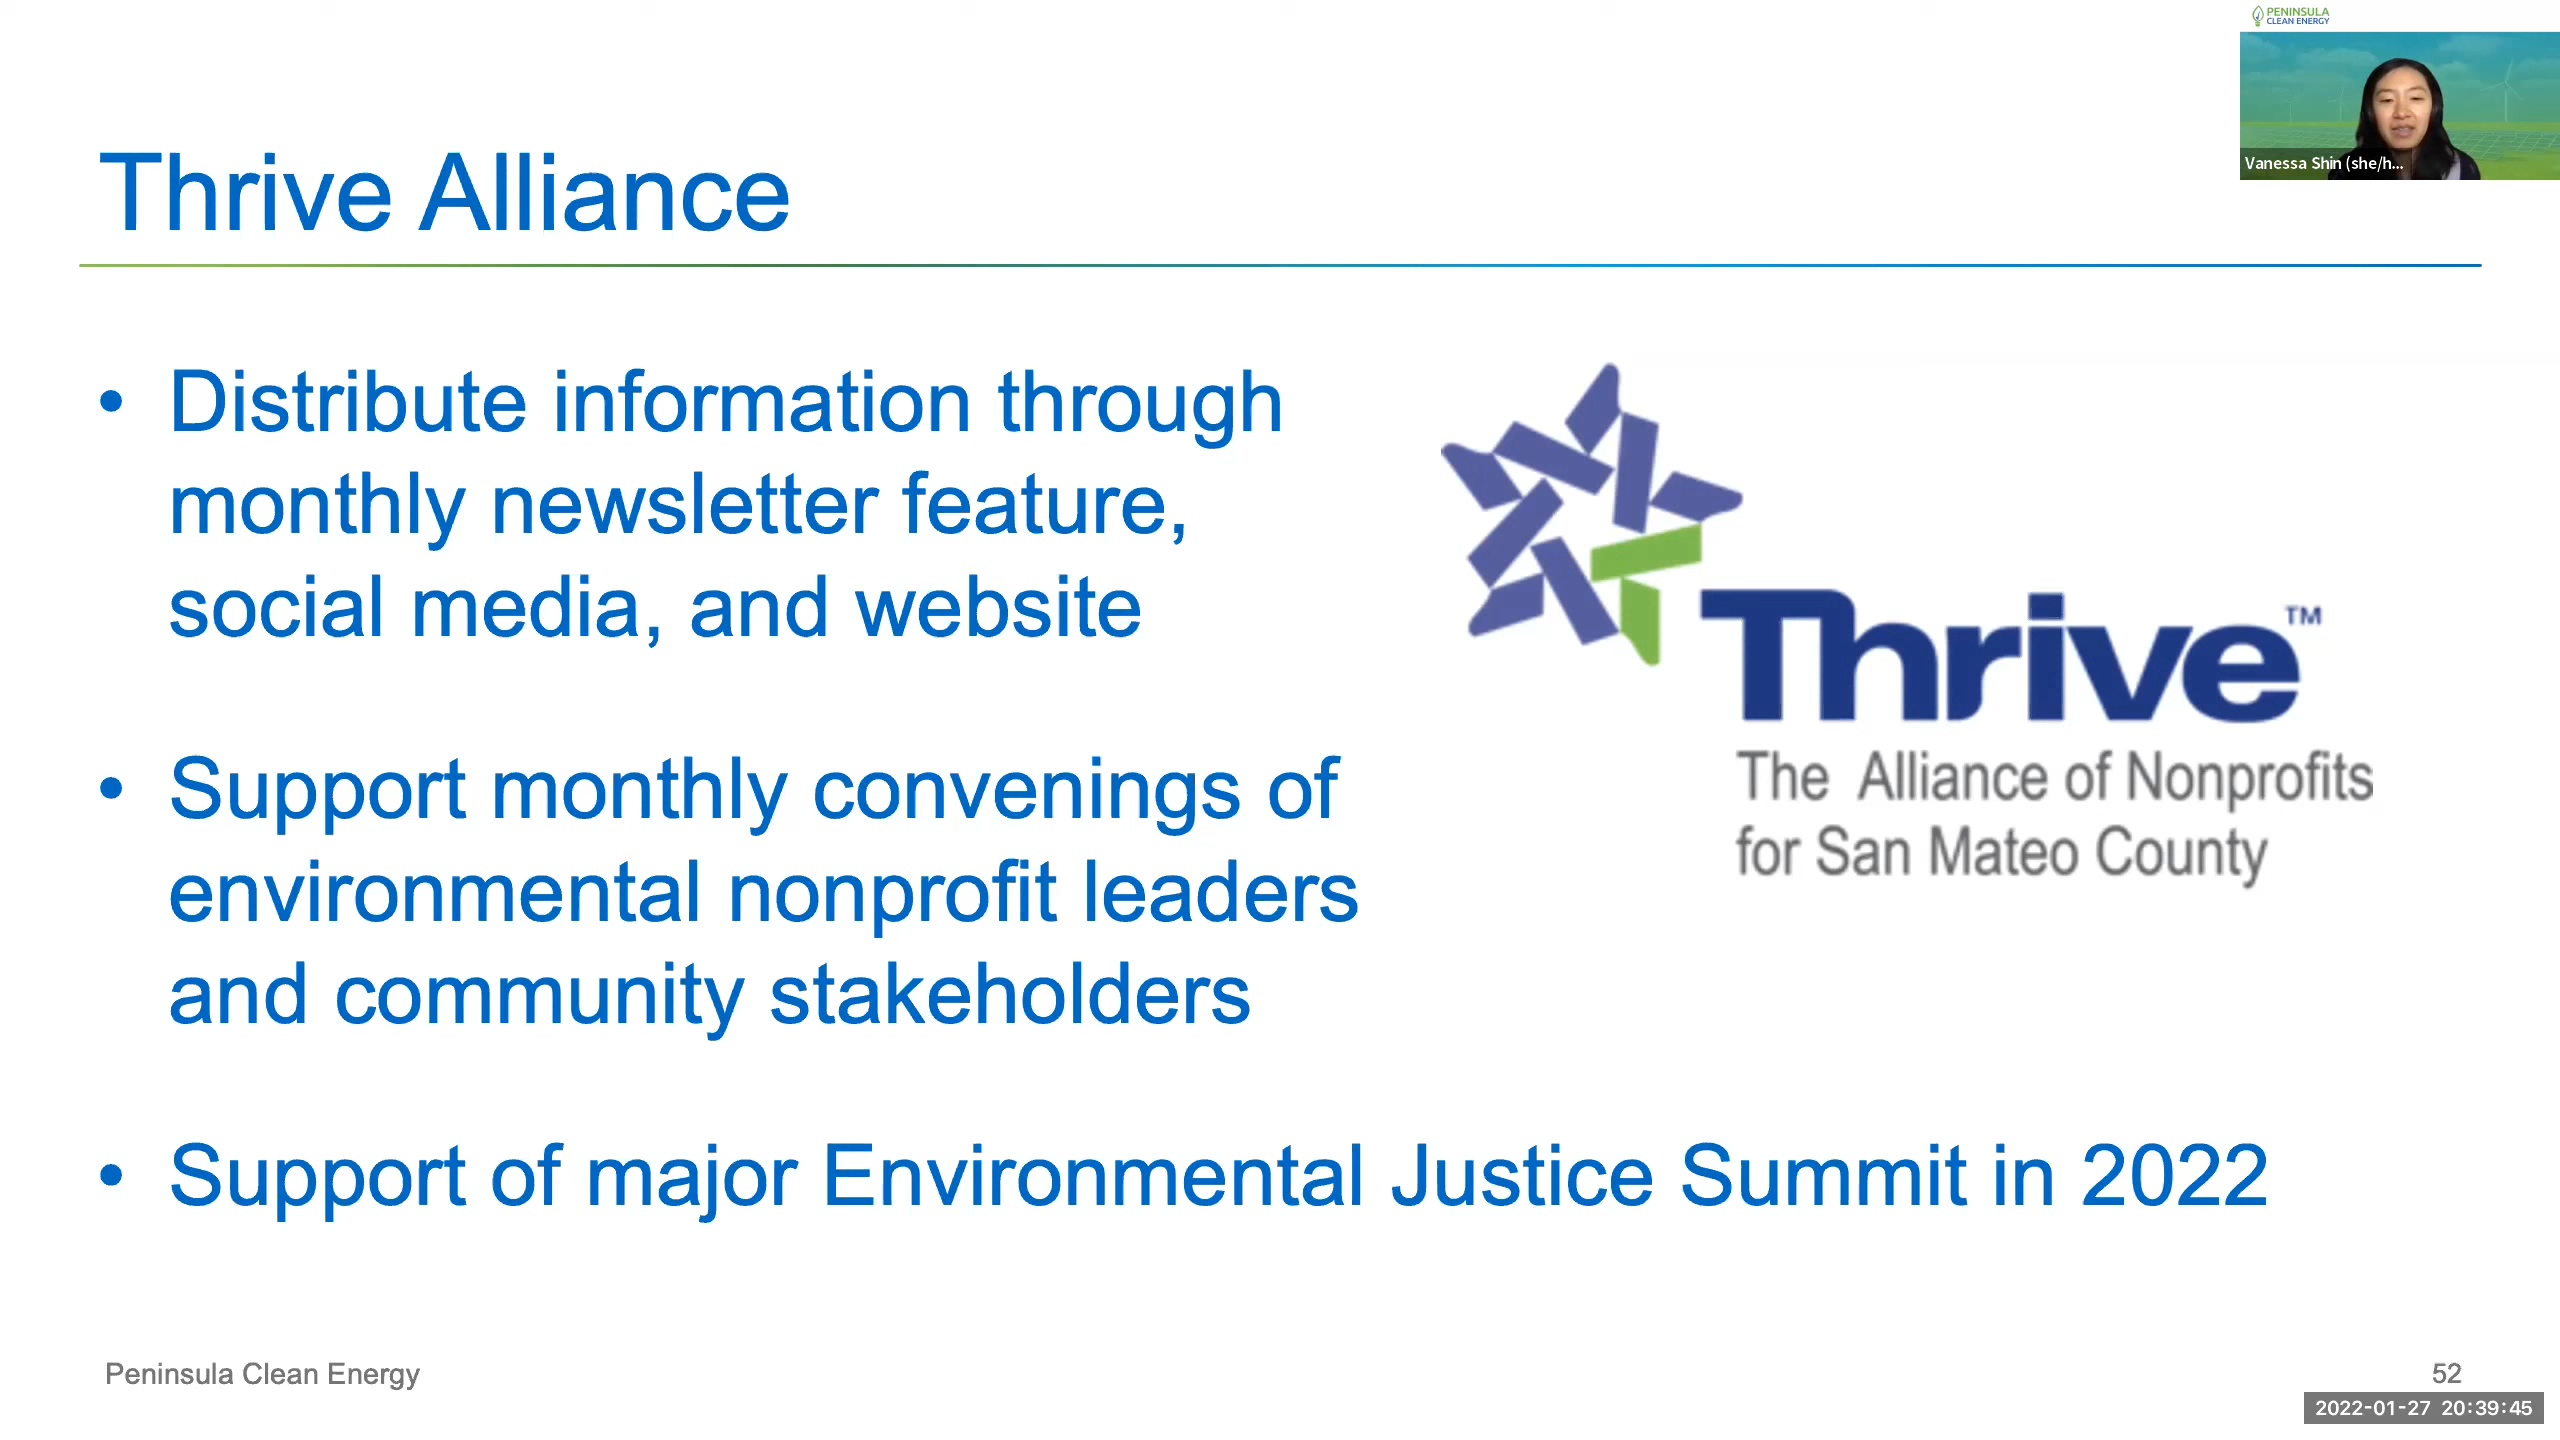 PENINSULA
CLEAN ENERGY
Vanessa Shin (she/h...
Thrive Alliance
• Distribute information through
monthly newsletter feature,
social media, and website
• Support monthly convenings of
environmental nonprofit leaders
and community stakeholders
• Support of major Environmental Justice Summit in 2022
Thrive™
The Alliance of Nonprofits
for San Mateo County
Peninsula Clean Energy
52
2022-01-27 20:39:45